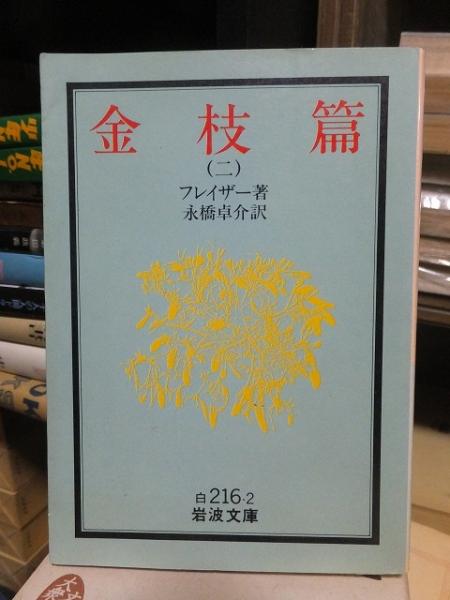 金枝篇
(二)
フレイザー著
永橋卓介訳
白216-2
岩波文庫